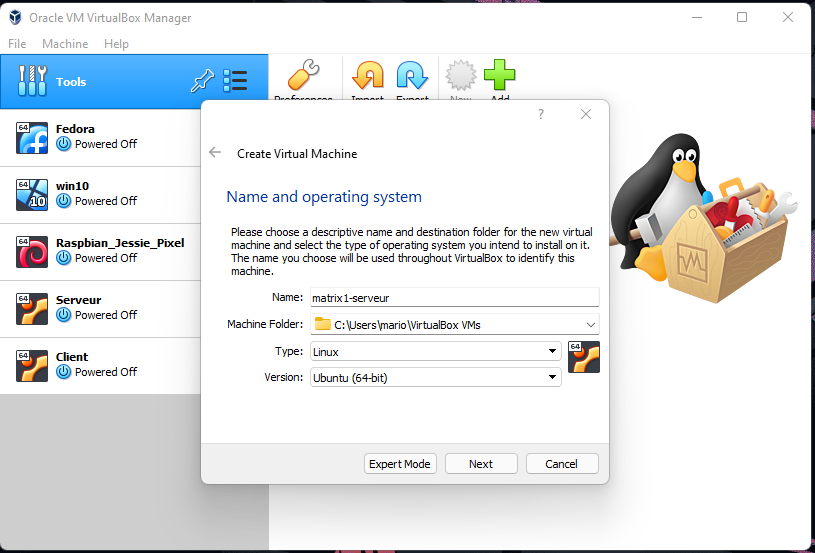 Oracle VM VirtualBox Manager
File Machine Help
Tools
Preferences Import Export New Add
64
Fedora
Powered Off
64
10
win10
Powered Off
64
Raspbian_Jessie_Pixel
Powered Off
64
Serveur
Powered Off
64
Client
Powered Off
?
Create Virtual Machine
Name and operating system
Please choose a descriptive name and destination folder for the new virtual
machine and select the type of operating system you intend to install on it.
The name you choose will be used throughout VirtualBox to identify this
machine.
Name: matrix1-serveur
Machine Folder: C:\Users\mario\VirtualBox VMs
Type: Linux
64
Version: Ubuntu (64-bit)
Expert Mode Next Cancel